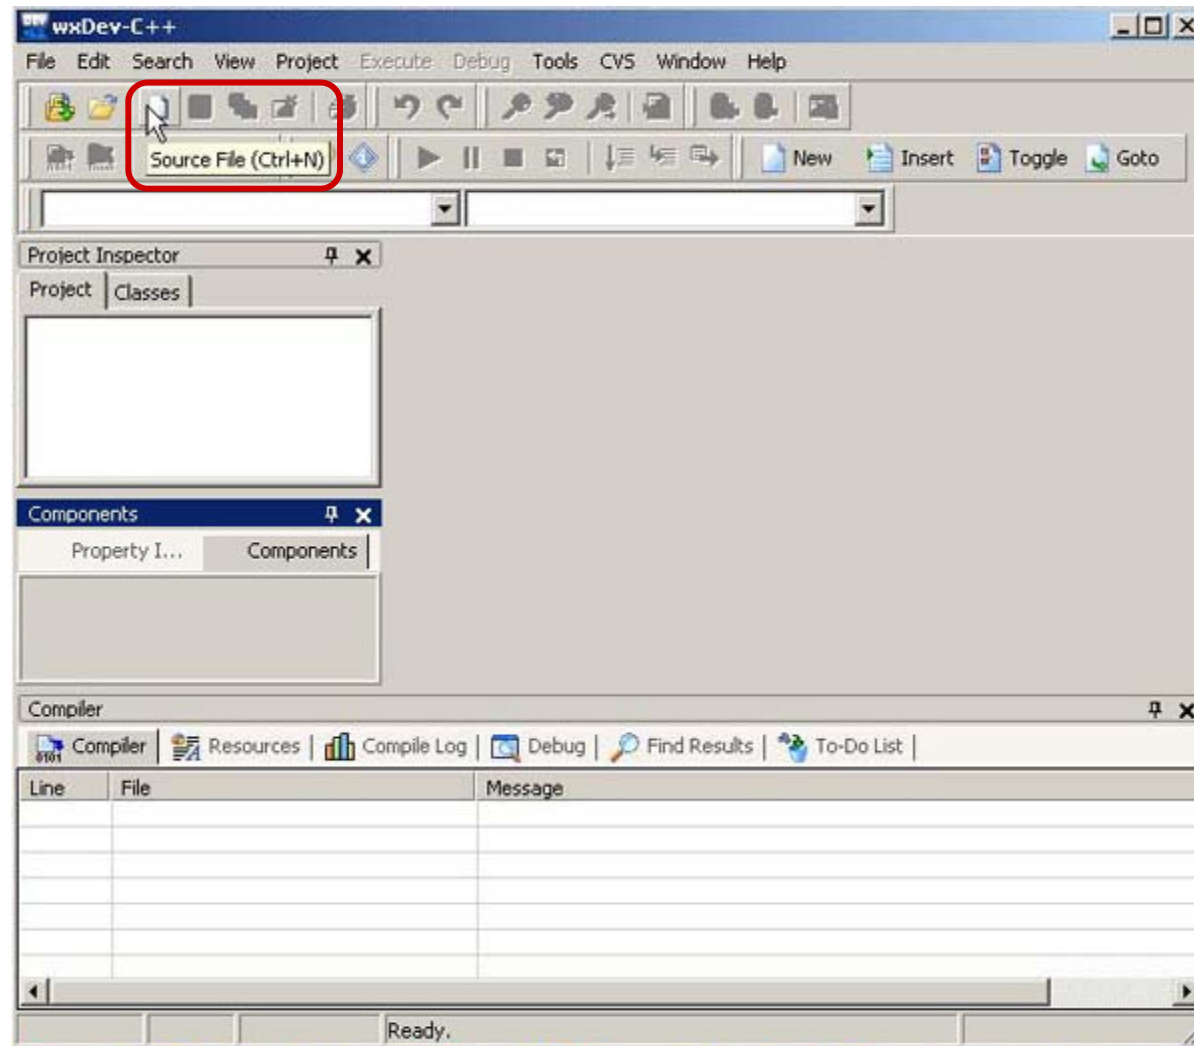 wxDev-C++
File Edit Search View Project Execute Debug Tools CVS Window Help
Source File (Ctrl+N) New Insert Toggle Goto
Project Inspector
Project Classes
Components
Property I... Components
Compiler
Compiler Resources Compile Log Debug Find Results To-Do List
Line File Message
Ready.